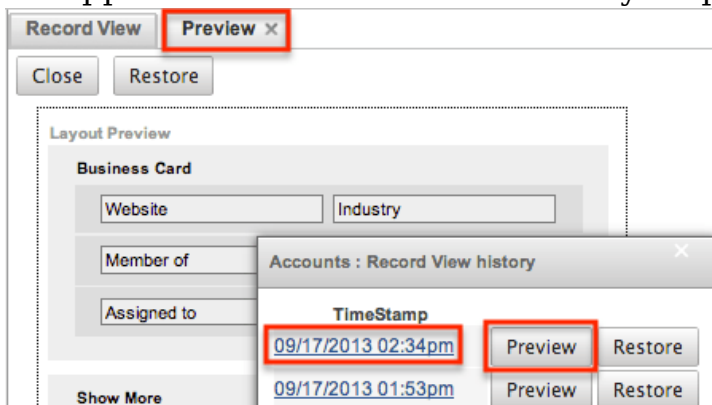 Record View Preview ×
Close Restore
Layout Preview
Business Card
Website Industry
Member of
Assigned to
Show More
Accounts : Record View history ×
TimeStamp
09/17/2013 02:34pm Preview Restore
09/17/2013 01:53pm Preview Restore